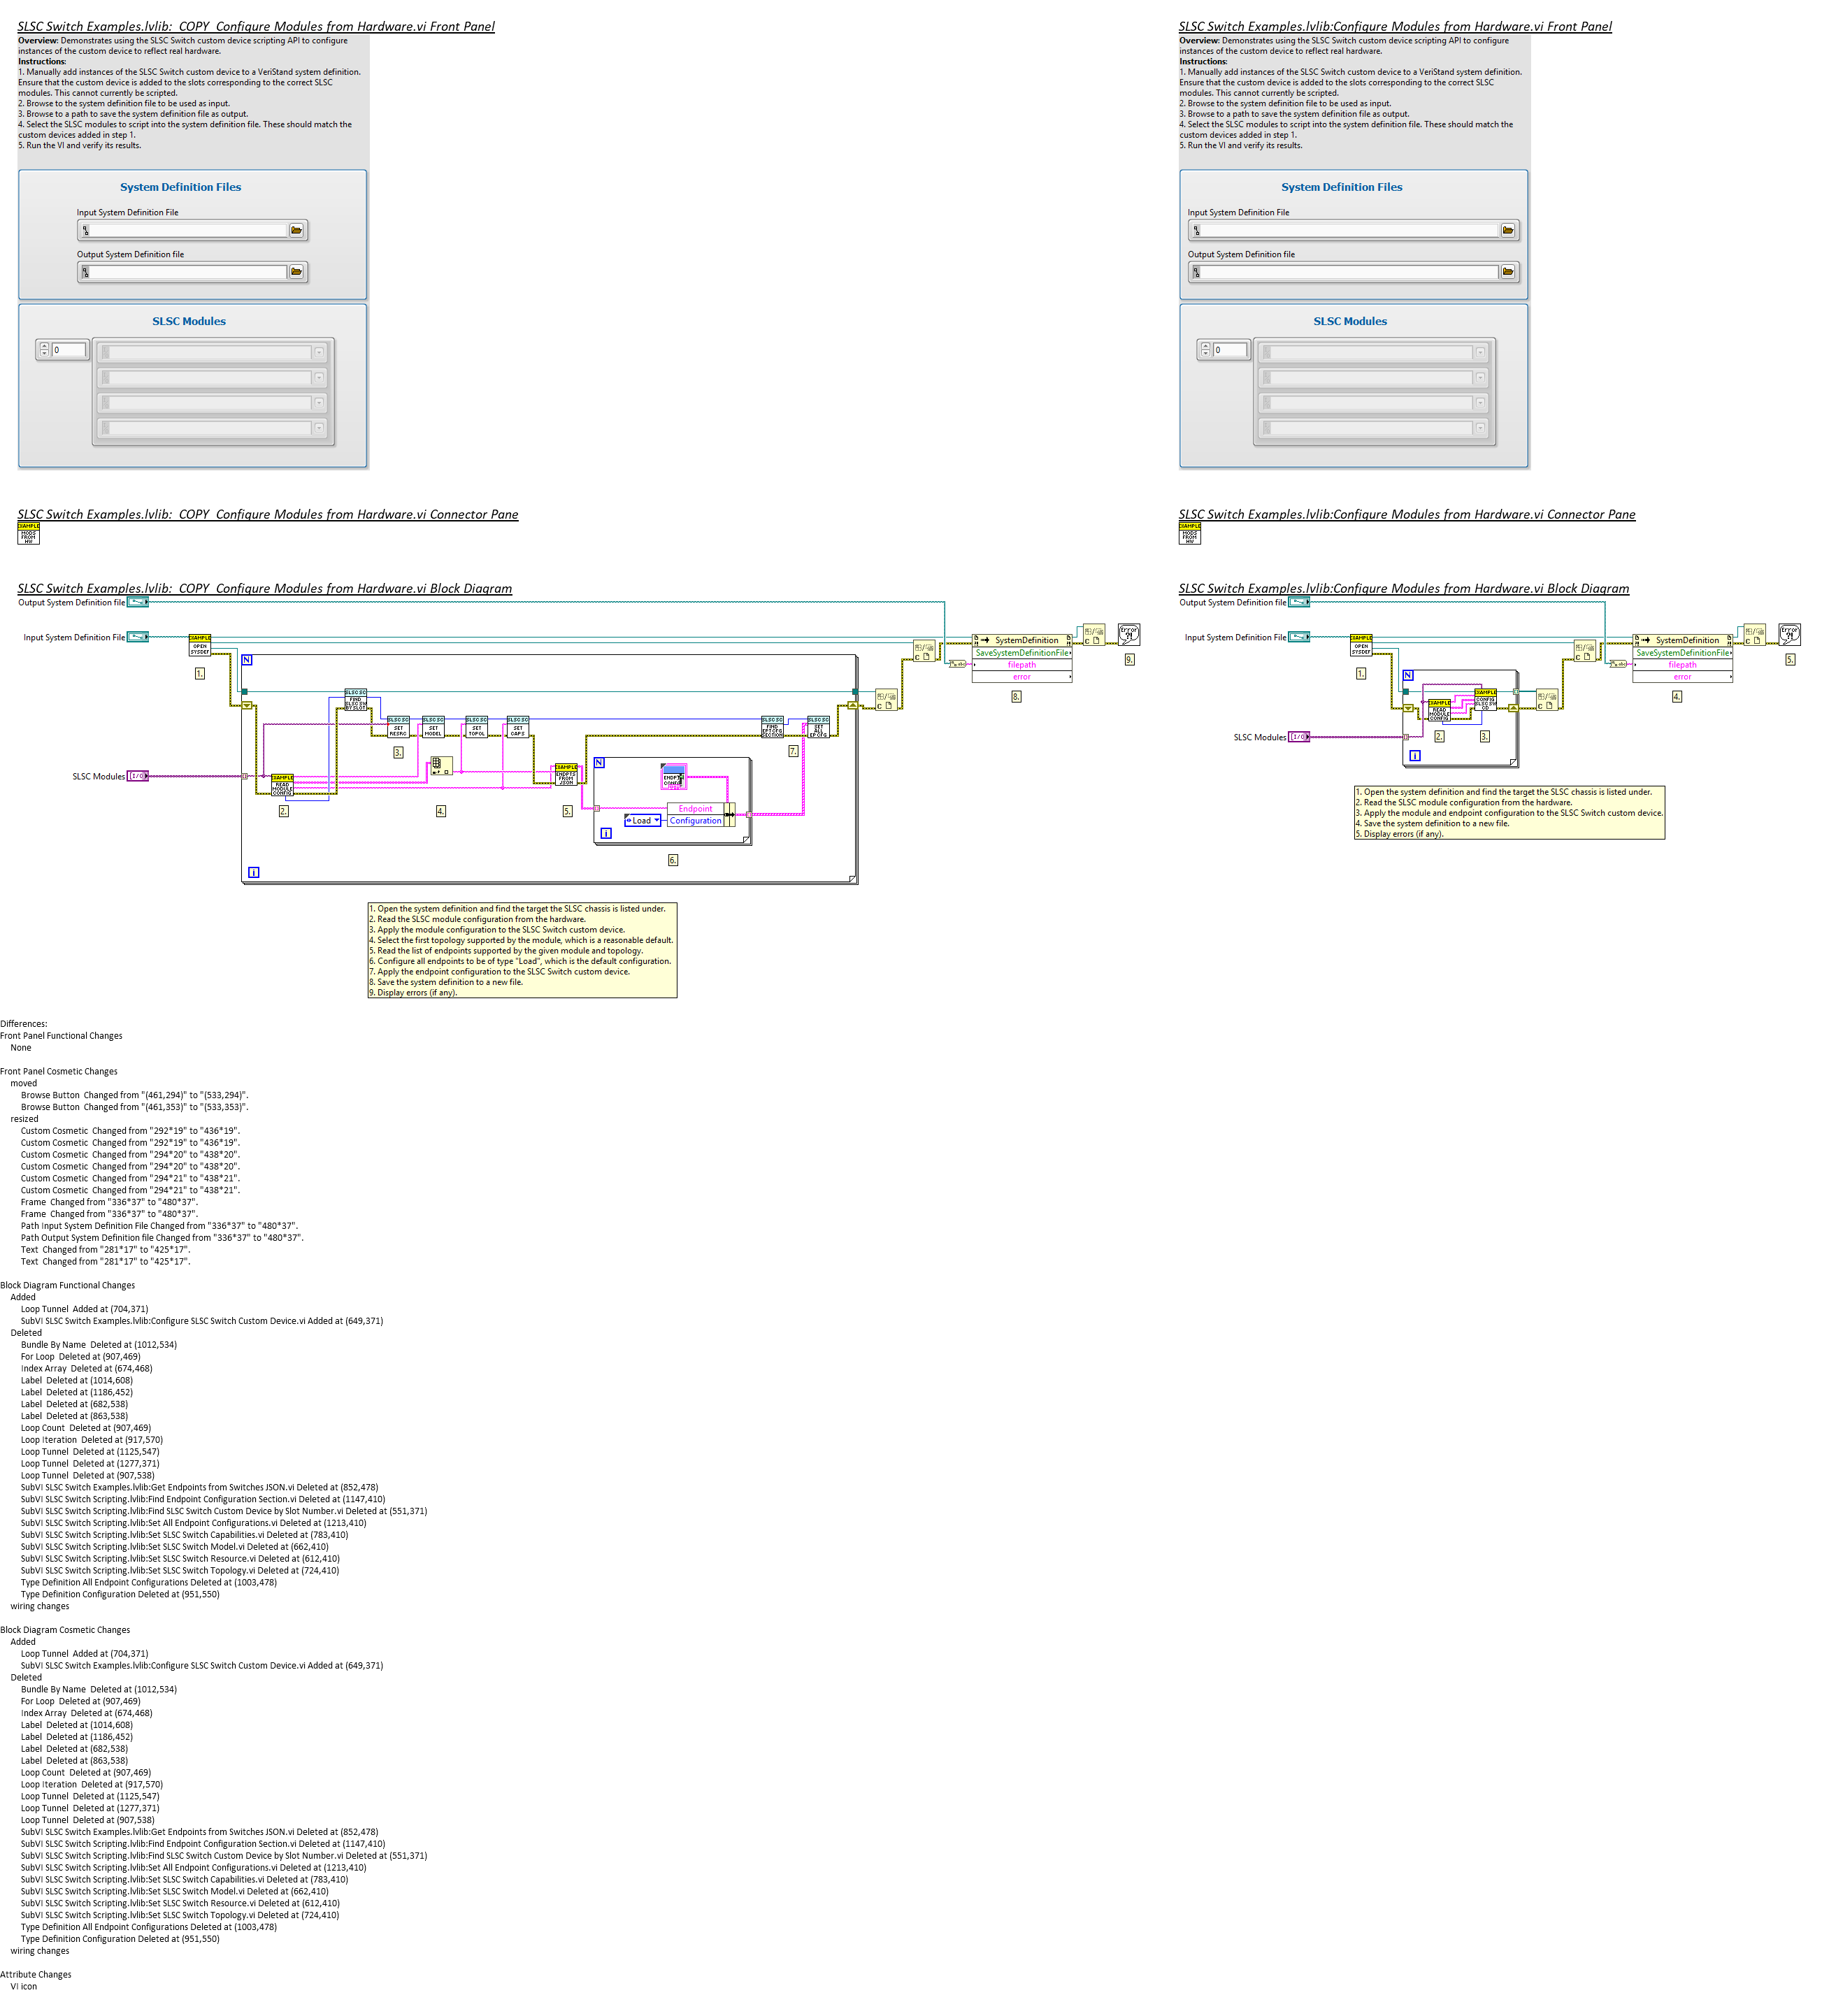 SLSC Switch Examples.lvlib:  COPY  Configure Modules from Hardware.vi Front Panel
Overview: Demonstrates using the SLSC Switch custom device scripting API to configure
instances of the custom device to reflect real hardware.
Instructions:
1. Manually add instances of the SLSC Switch custom device to a VeriStand system definition.
Ensure that the custom device is added to the slots corresponding to the correct SLSC
modules. This cannot currently be scripted.
2. Browse to the system definition file to be used as input.
3. Browse to a path to save the system definition file as output.
4. Select the SLSC modules to script into the system definition file. These should match the
custom devices added in step 1.
5. Run the VI and verify its results.
System Definition Files
Input System Definition File
Output System Definition file
SLSC Modules
0
SLSC Switch Examples.lvlib:Configure Modules from Hardware.vi Front Panel
Overview: Demonstrates using the SLSC Switch custom device scripting API to configure
instances of the custom device to reflect real hardware.
Instructions:
1. Manually add instances of the SLSC Switch custom device to a VeriStand system definition.
Ensure that the custom device is added to the slots corresponding to the correct SLSC
modules. This cannot currently be scripted.
2. Browse to the system definition file to be used as input.
3. Browse to a path to save the system definition file as output.
4. Select the SLSC modules to script into the system definition file. These should match the
custom devices added in step 1.
5. Run the VI and verify its results.
System Definition Files
Input System Definition File
Output System Definition file
SLSC Modules
0
SLSC Switch Examples.lvlib:  COPY  Configure Modules from Hardware.vi Connector Pane
EXAMPLE
MODS
FROM
HW
SLSC Switch Examples.lvlib:Configure Modules from Hardware.vi Connector Pane
EXAMPLE
MODS
FROM
HW
SLSC Switch Examples.lvlib:  COPY  Configure Modules from Hardware.vi Block Diagram
Output System Definition file
Input System Definition File
EXAMPLE
OPEN
SYSDEF
1.
N
SLSC SC
FIND
SLSC SW
BY SLOT
SLSC SC
SET
RESRC
3.
SLSC SC
SET
MODEL
SLSC SC
SET
TOPOL
SLSC SC
SET
CAPS
SLSC SC
FIND
EPTCFG
SECTION
SLSC SC
SET
ALL
EPCFG
7.
SLSC Modules
I/O
EXAMPLE
READ
MODULE
CONFIG
2.
4.
EXAMPLE
ENDPTS
FROM
JSON
5.
N
ENDPT
CONFIG
Endpoint
Load
Configuration
i
6.
i
SystemDefinition
SaveSystemDefinitionFile
filepath
error
8.
Error
?!
9.
1. Open the system definition and find the target the SLSC chassis is listed under.
2. Read the SLSC module configuration from the hardware.
3. Apply the module configuration to the SLSC Switch custom device.
4. Select the first topology supported by the module, which is a reasonable default.
5. Read the list of endpoints supported by the given module and topology.
6. Configure all endpoints to be of type "Load", which is the default configuration.
7. Apply the endpoint configuration to the SLSC Switch custom device.
8. Save the system definition to a new file.
9. Display errors (if any).
SLSC Switch Examples.lvlib:Configure Modules from Hardware.vi Block Diagram
Output System Definition file
Input System Definition File
EXAMPLE
OPEN
SYSDEF
1.
N
EXAMPLE
READ
MODULE
CONFIG
2.
EXAMPLE
CONFIG
SLSC SW
CD
3.
SLSC Modules
I/O
i
SystemDefinition
SaveSystemDefinitionFile
filepath
error
4.
Error
?!
5.
1. Open the system definition and find the target the SLSC chassis is listed under.
2. Read the SLSC module configuration from the hardware.
3. Apply the module and endpoint configuration to the SLSC Switch custom device.
4. Save the system definition to a new file.
5. Display errors (if any).
Differences:
Front Panel Functional Changes
None
Front Panel Cosmetic Changes
moved
Browse Button  Changed from "(461,294)" to "(533,294)".
Browse Button  Changed from "(461,353)" to "(533,353)".
resized
Custom Cosmetic  Changed from "292*19" to "436*19".
Custom Cosmetic  Changed from "292*19" to "436*19".
Custom Cosmetic  Changed from "294*20" to "438*20".
Custom Cosmetic  Changed from "294*20" to "438*20".
Custom Cosmetic  Changed from "294*21" to "438*21".
Custom Cosmetic  Changed from "294*21" to "438*21".
Frame  Changed from "336*37" to "480*37".
Frame  Changed from "336*37" to "480*37".
Path Input System Definition File Changed from "336*37" to "480*37".
Path Output System Definition file Changed from "336*37" to "480*37".
Text  Changed from "281*17" to "425*17".
Text  Changed from "281*17" to "425*17".
Block Diagram Functional Changes
Added
Loop Tunnel  Added at (704,371)
SubVI SLSC Switch Examples.lvlib:Configure SLSC Switch Custom Device.vi Added at (649,371)
Deleted
Bundle By Name  Deleted at (1012,534)
For Loop  Deleted at (907,469)
Index Array  Deleted at (674,468)
Label  Deleted at (1014,608)
Label  Deleted at (1186,452)
Label  Deleted at (682,538)
Label  Deleted at (863,538)
Loop Count  Deleted at (907,469)
Loop Iteration  Deleted at (917,570)
Loop Tunnel  Deleted at (1125,547)
Loop Tunnel  Deleted at (1277,371)
Loop Tunnel  Deleted at (907,538)
SubVI SLSC Switch Examples.lvlib:Get Endpoints from Switches JSON.vi Deleted at (852,478)
SubVI SLSC Switch Scripting.lvlib:Find Endpoint Configuration Section.vi Deleted at (1147,410)
SubVI SLSC Switch Scripting.lvlib:Find SLSC Switch Custom Device by Slot Number.vi Deleted at (551,371)
SubVI SLSC Switch Scripting.lvlib:Set All Endpoint Configurations.vi Deleted at (1213,410)
SubVI SLSC Switch Scripting.lvlib:Set SLSC Switch Capabilities.vi Deleted at (783,410)
SubVI SLSC Switch Scripting.lvlib:Set SLSC Switch Model.vi Deleted at (662,410)
SubVI SLSC Switch Scripting.lvlib:Set SLSC Switch Resource.vi Deleted at (612,410)
SubVI SLSC Switch Scripting.lvlib:Set SLSC Switch Topology.vi Deleted at (724,410)
Type Definition All Endpoint Configurations Deleted at (1003,478)
Type Definition Configuration Deleted at (951,550)
wiring changes
Block Diagram Cosmetic Changes
Added
Loop Tunnel  Added at (704,371)
SubVI SLSC Switch Examples.lvlib:Configure SLSC Switch Custom Device.vi Added at (649,371)
Deleted
Bundle By Name  Deleted at (1012,534)
For Loop  Deleted at (907,469)
Index Array  Deleted at (674,468)
Label  Deleted at (1014,608)
Label  Deleted at (1186,452)
Label  Deleted at (682,538)
Label  Deleted at (863,538)
Loop Count  Deleted at (907,469)
Loop Iteration  Deleted at (917,570)
Loop Tunnel  Deleted at (1125,547)
Loop Tunnel  Deleted at (1277,371)
Loop Tunnel  Deleted at (907,538)
SubVI SLSC Switch Examples.lvlib:Get Endpoints from Switches JSON.vi Deleted at (852,478)
SubVI SLSC Switch Scripting.lvlib:Find Endpoint Configuration Section.vi Deleted at (1147,410)
SubVI SLSC Switch Scripting.lvlib:Find SLSC Switch Custom Device by Slot Number.vi Deleted at (551,371)
SubVI SLSC Switch Scripting.lvlib:Set All Endpoint Configurations.vi Deleted at (1213,410)
SubVI SLSC Switch Scripting.lvlib:Set SLSC Switch Capabilities.vi Deleted at (783,410)
SubVI SLSC Switch Scripting.lvlib:Set SLSC Switch Model.vi Deleted at (662,410)
SubVI SLSC Switch Scripting.lvlib:Set SLSC Switch Resource.vi Deleted at (612,410)
SubVI SLSC Switch Scripting.lvlib:Set SLSC Switch Topology.vi Deleted at (724,410)
Type Definition All Endpoint Configurations Deleted at (1003,478)
Type Definition Configuration Deleted at (951,550)
wiring changes
Attribute Changes
VI icon